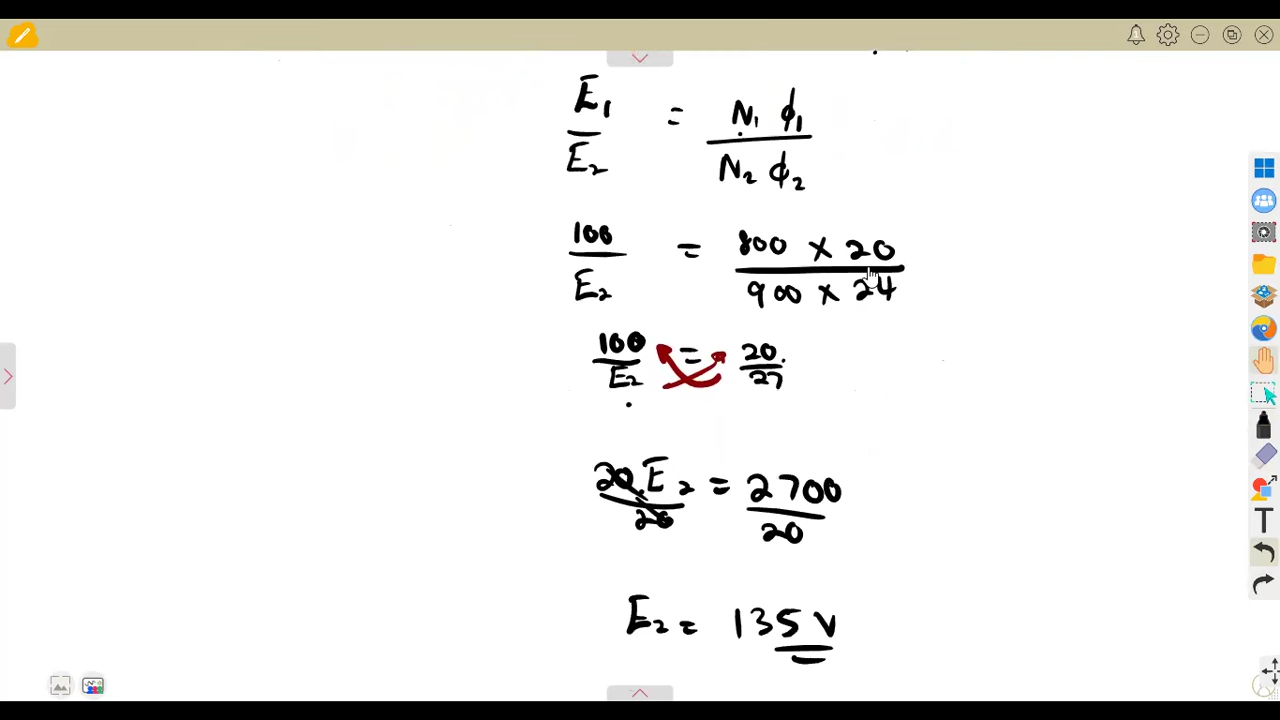 E₁/E₂ = N₁ ϕ₁/N₂ ϕ₂
100/E₂ = 800 × 20/900 × 24
100/E₂ = 20/27
20.E₂/20 = 2700/20
E₂ = 135 V
T